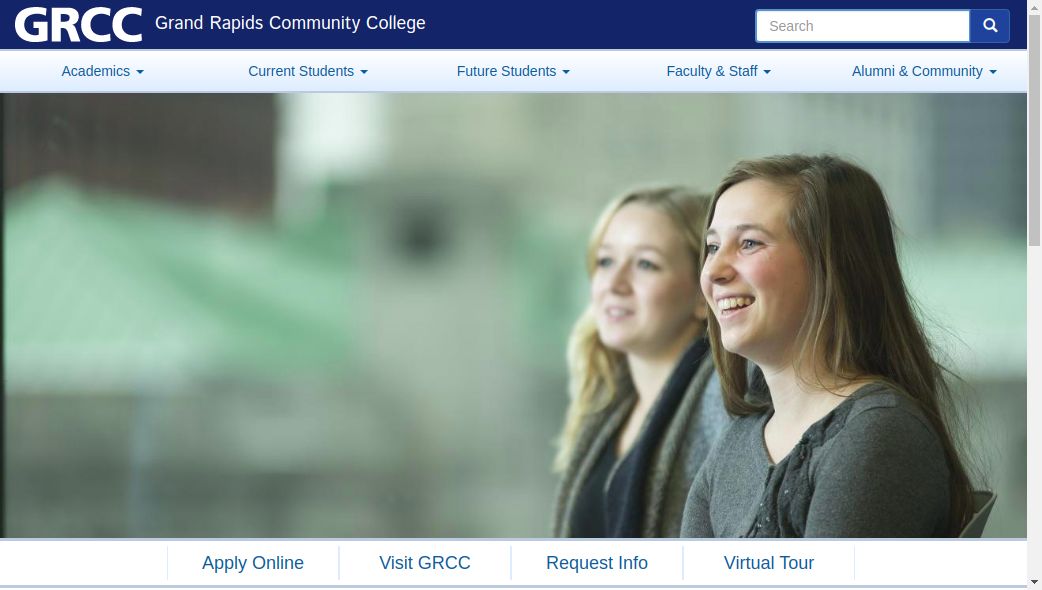 GRCC Grand Rapids Community College
Search
Academics Current Students Future Students Faculty & Staff Alumni & Community
Apply Online Visit GRCC Request Info Virtual Tour